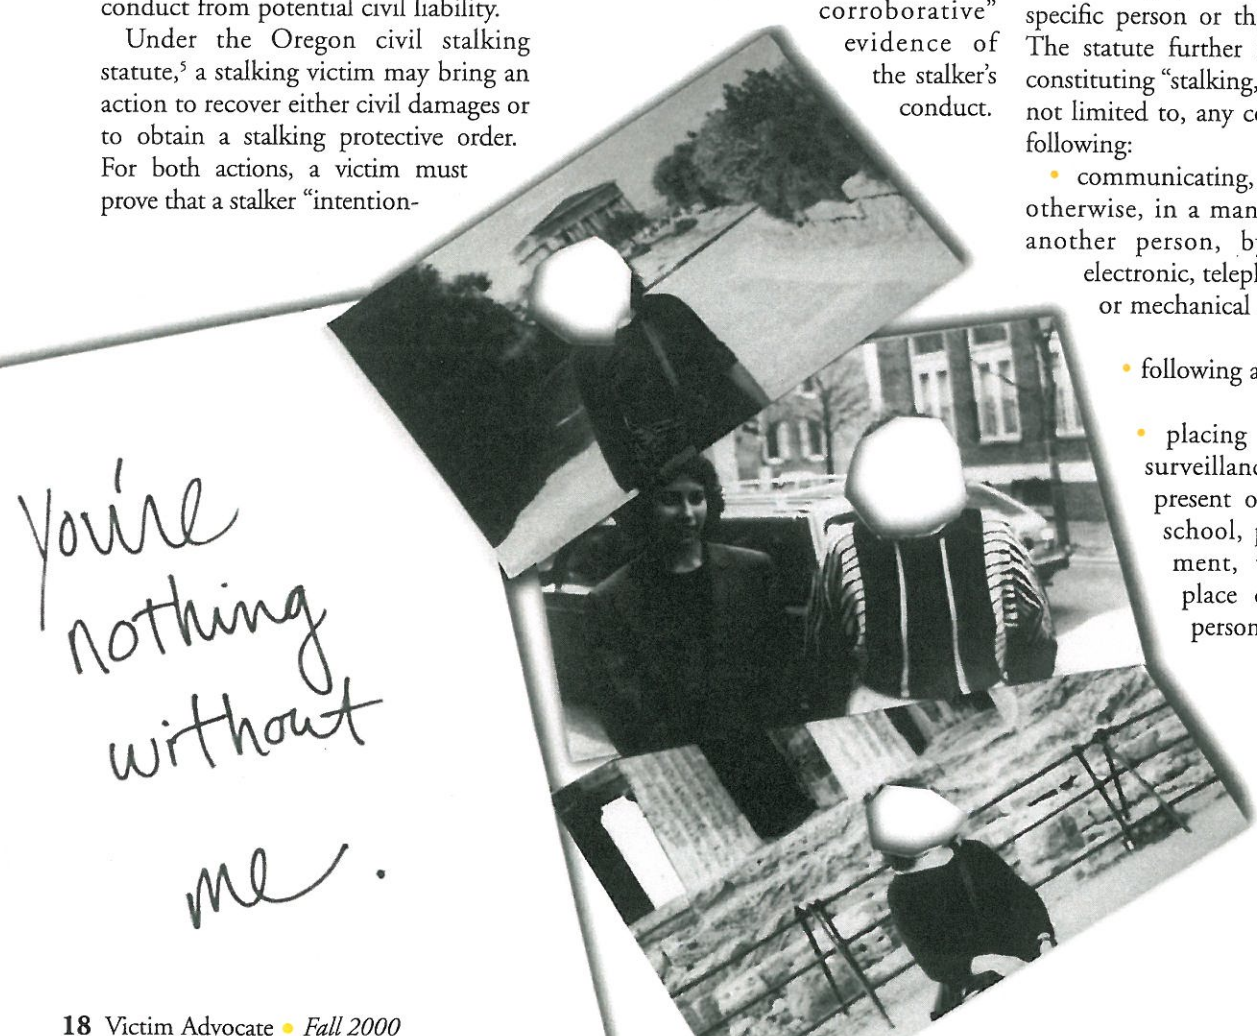 conduct from potential civil liability.
Under the Oregon civil stalking
statute,⁵ a stalking victim may bring an
action to recover either civil damages or
to obtain a stalking protective order.
For both actions, a victim must
prove that a stalker “intention-
you're
nothing
without
me.
corroborative”
evidence of
the stalker’s
conduct.
specific person or
The statute further
constituting “stalking,
not limited to, any
following:
• communicating,
otherwise, in a
another person,
electronic,
or mechanical
• following
• placing
present
school,
ment,
place
person
18 Victim Advocate • Fall 2000